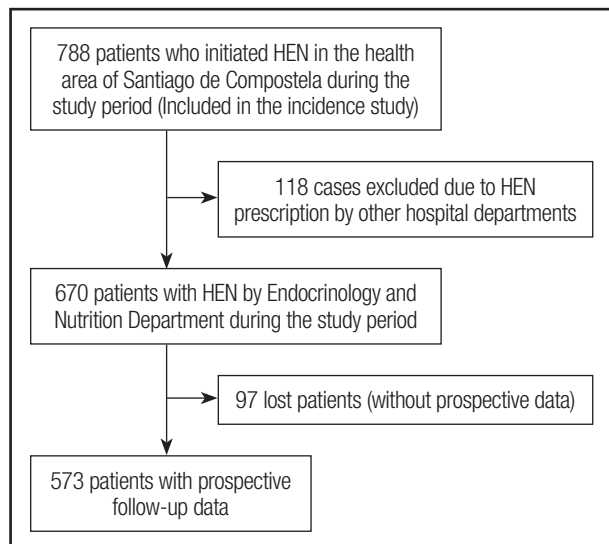 788 patients who initiated HEN in the health
area of Santiago de Compostela during the
study period (Included in the incidence study)
118 cases excluded due to HEN
prescription by other hospital departments
670 patients with HEN by Endocrinology and
Nutrition Department during the study period
97 lost patients (without prospective data)
573 patients with prospective
follow-up data